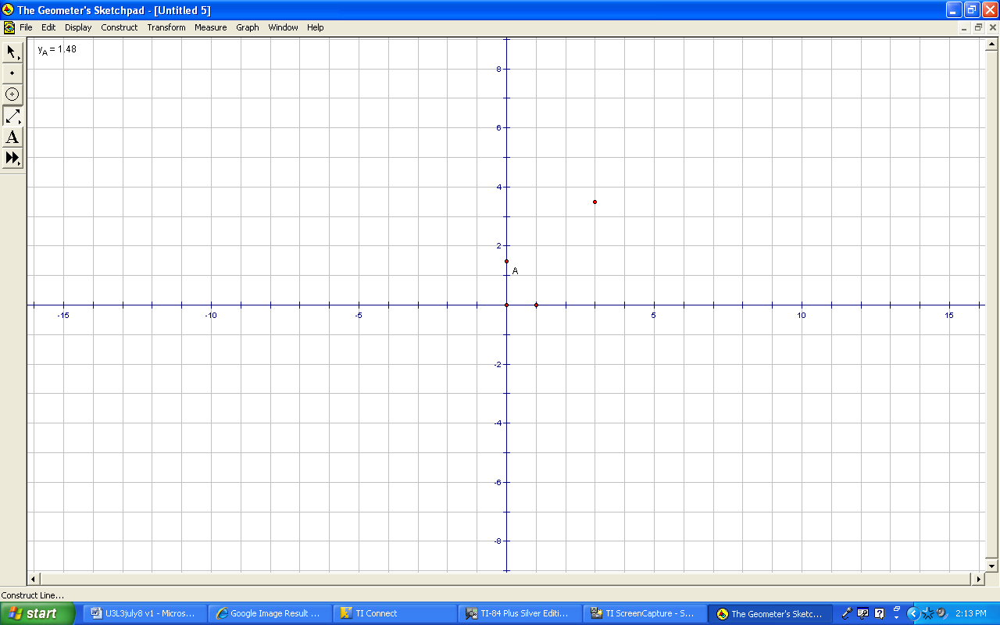 The Geometer's Sketchpad - [Untitled 5]
File Edit Display Construct Transform Measure Graph Window Help
yA = 1.48
A
8
6
4
2
A
-15 -10 -5 5 10 15
-2
-4
-6
-8
Construct Line...
start U3L3july8 v1 - Micros... Google Image Result ... TI Connect TI-84 Plus Silver Editi... TI ScreenCapture - S... The Geometer's Sketc... 2:13 PM